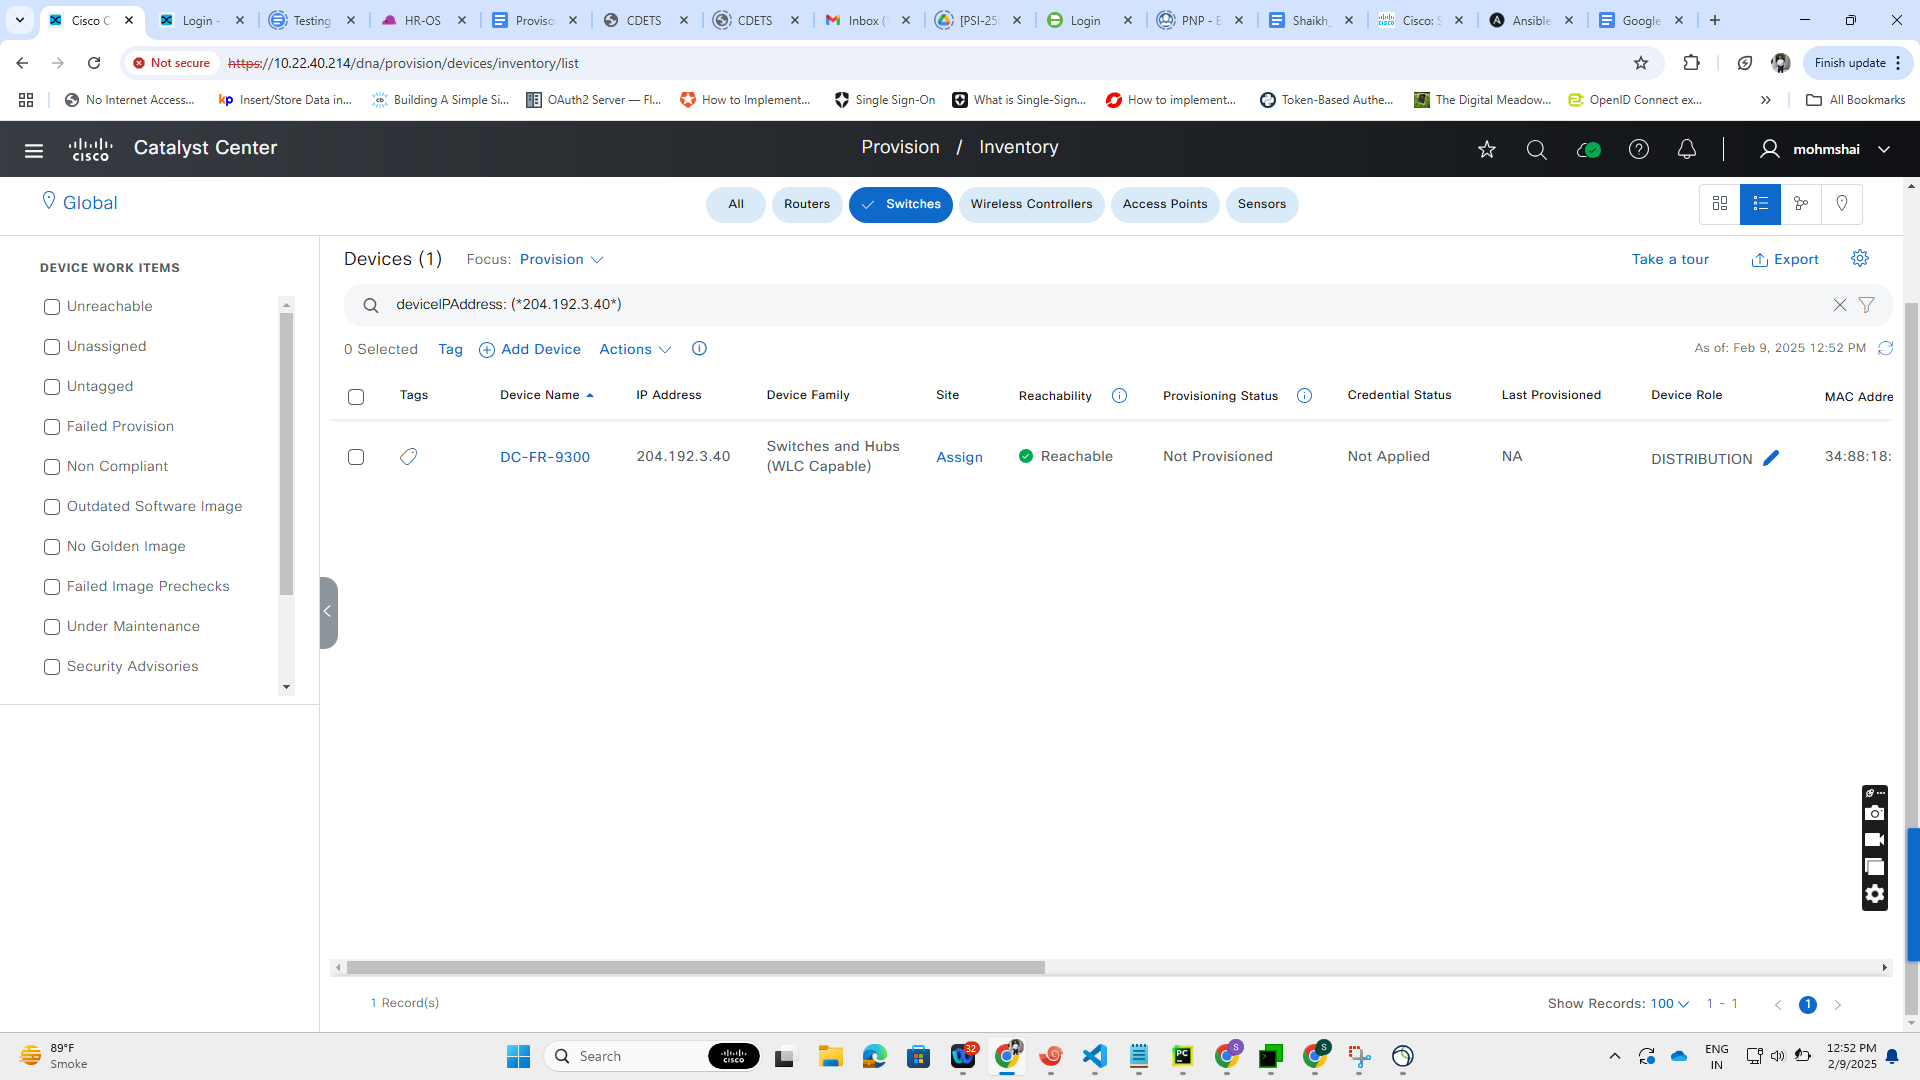 Cisco C
Login -
Testing
HR-OS
Proviso
CDETS
CDETS
Inbox (
[PSI-25
Login
PNP - E
Shaikh_
Cisco: S
Ansible
Google
Not secure
https://10.22.40.214/dna/provision/devices/inventory/list
Finish update
No Internet Access...
Insert/Store Data in...
Building A Simple Si...
OAuth2 Server — Fl...
How to Implement...
Single Sign-On
What is Single-Sign...
How to implement...
Token-Based Authe...
The Digital Meadow...
OpenID Connect ex...
All Bookmarks
CISCO
Catalyst Center
Provision / Inventory
mohmshai
Global
All
Routers
Switches
Wireless Controllers
Access Points
Sensors
DEVICE WORK ITEMS
Unreachable
Unassigned
Untagged
Failed Provision
Non Compliant
Outdated Software Image
No Golden Image
Failed Image Prechecks
Under Maintenance
Security Advisories
Devices (1)
Focus: Provision
Take a tour
Export
deviceIPAddress: (*204.192.3.40*)
0 Selected
Tag
Add Device
Actions
As of: Feb 9, 2025 12:52 PM
Tags
Device Name
IP Address
Device Family
Site
Reachability
Provisioning Status
Credential Status
Last Provisioned
Device Role
MAC Addre
DC-FR-9300
204.192.3.40
Switches and Hubs
(WLC Capable)
Assign
Reachable
Not Provisioned
Not Applied
NA
DISTRIBUTION
34:88:18:
1 Record(s)
Show Records: 100
1 - 1
1
89°F
Smoke
Search
CISCO
32
PC
S
S
ENG
IN
12:52 PM
2/9/2025